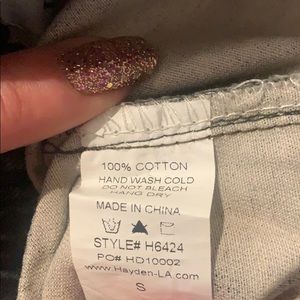 100% COTTON
HAND WASH COLD
DO NOT BLEACH
HANG DRY
MADE IN CHINA
STYLE# H6424
PO# HD10002
www.Hayden-LA.com
S